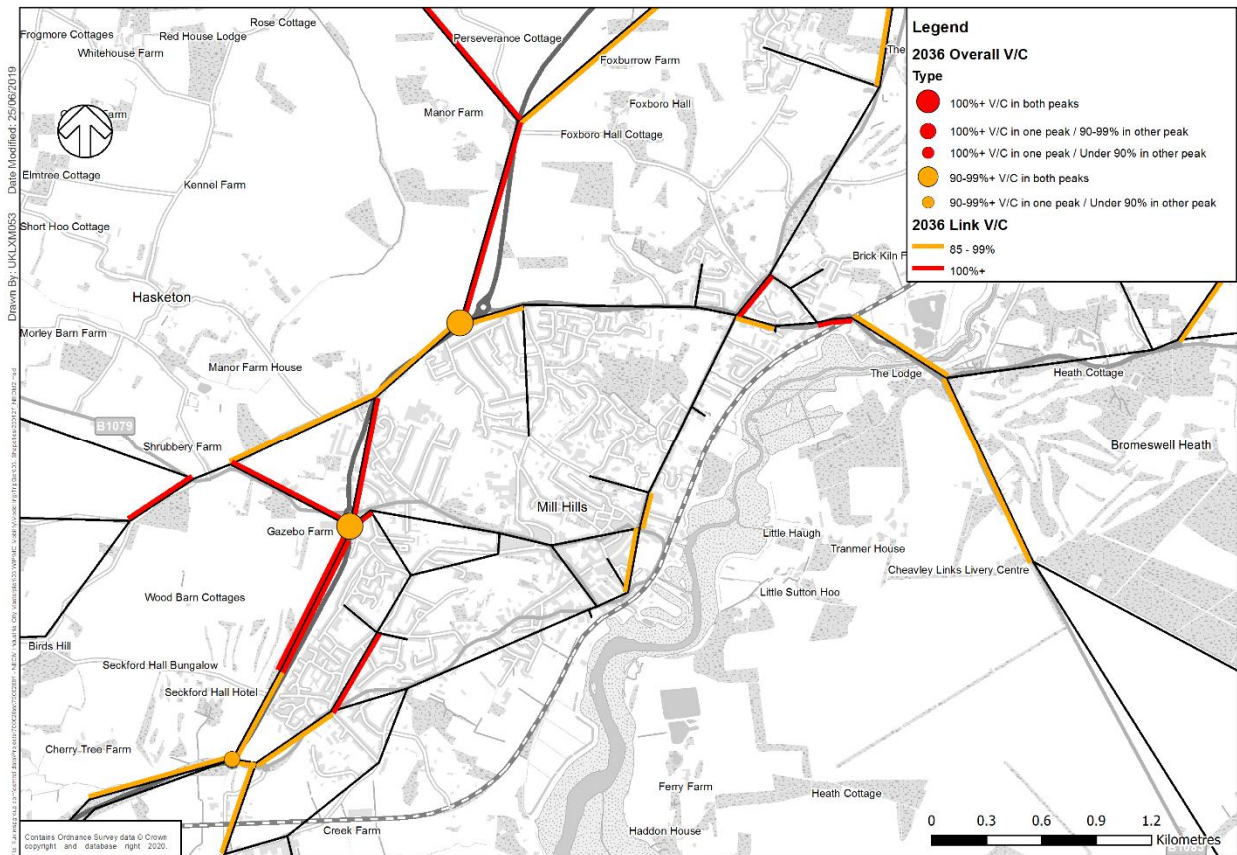 Legend
2036 Overall V/C
Type
100%+ V/C in both peaks
100%+ V/C in one peak / 90-99% in other peak
100%+ V/C in one peak / Under 90% in other peak
90-99%+ V/C in both peaks
90-99%+ V/C in one peak / Under 90% in other peak
2036 Link V/C
85 - 99%
100%+
Date Modified: 25/06/2019
Drawn By: UKLXM053
Rose Cottage
Frogmore Cottages
Red House Lodge
Whitehouse Farm
Perseverance Cottage
Foxburrow Farm
The
Farm
Manor Farm
Foxboro Hall
Foxboro Hall Cottage
Elmtree Cottage
Kennel Farm
Short Hoo Cottage
Brick Kiln F
Hasketon
Morley Barn Farm
Manor Farm House
The Lodge
Heath Cottage
B1079
Shrubbery Farm
Bromeswell Heath
Mill Hills
Gazebo Farm
Little Haugh
Tranmer House
Cheavley Links Livery Centre
Wood Barn Cottages
Little Sutton Hoo
Birds Hill
Seckford Hall Bungalow
Seckford Hall Hotel
Cherry Tree Farm
Ferry Farm
Heath Cottage
Creek Farm
Haddon House
0 0.3 0.6 0.9 1.2
Kilometres
B1083
Contains Ordnance Survey data © Crown
copyright and database right 2020.